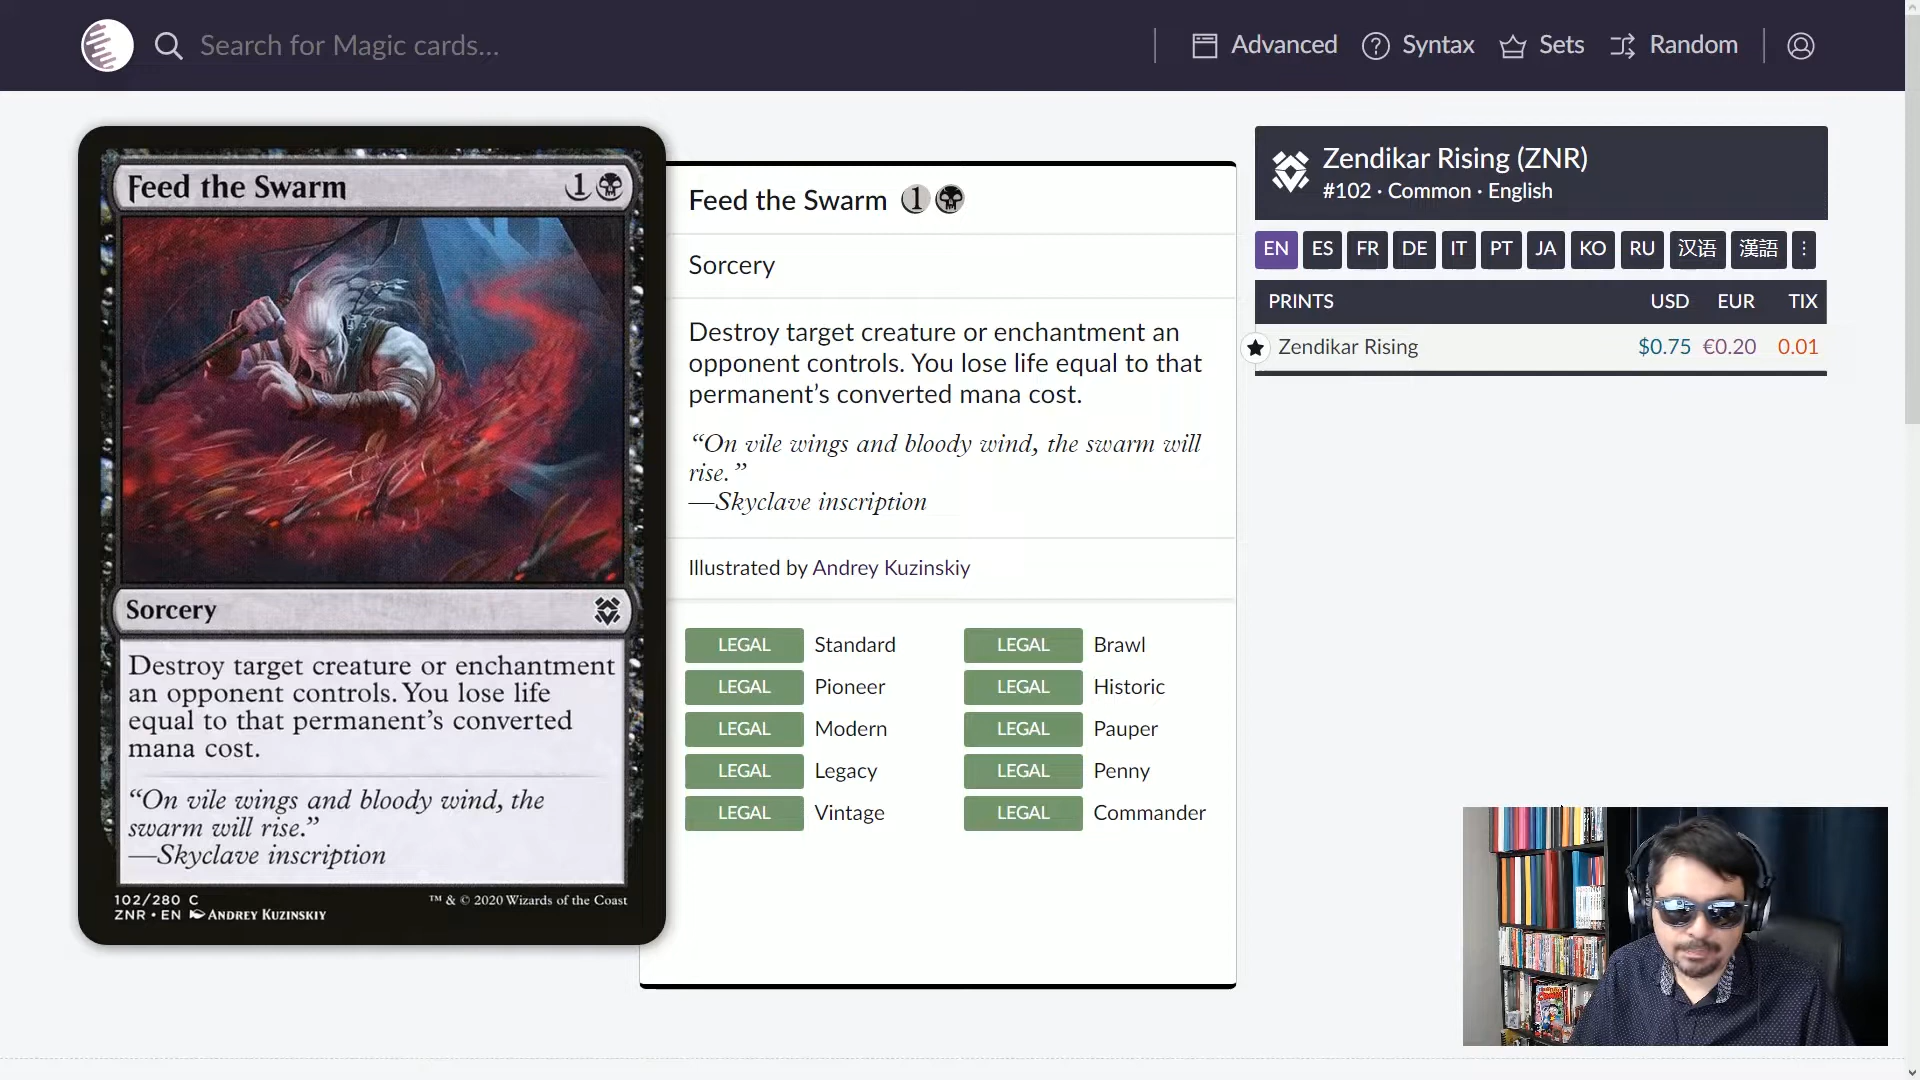 Search for Magic cards...
Advanced
Syntax
Sets
Random
Feed the Swarm 1
Sorcery
Destroy target creature or enchantment
an opponent controls. You lose life
equal to that permanent’s converted
mana cost.
“On vile wings and bloody wind, the
swarm will rise.”
—Skyclave inscription
102/280 C
ZNR • EN Andrey Kuzinskiy
™ & © 2020 Wizards of the Coast
Feed the Swarm 1
Sorcery
Destroy target creature or enchantment an
opponent controls. You lose life equal to that
permanent’s converted mana cost.
“On vile wings and bloody wind, the swarm will
rise.”
—Skyclave inscription
Illustrated by Andrey Kuzinskiy
LEGAL Standard LEGAL Brawl
LEGAL Pioneer LEGAL Historic
LEGAL Modern LEGAL Pauper
LEGAL Legacy LEGAL Penny
LEGAL Vintage LEGAL Commander
Zendikar Rising (ZNR)
#102 · Common · English
EN ES FR DE IT PT JA KO RU 汉语 漢語
PRINTS USD EUR TIX
Zendikar Rising $0.75 €0.20 0.01